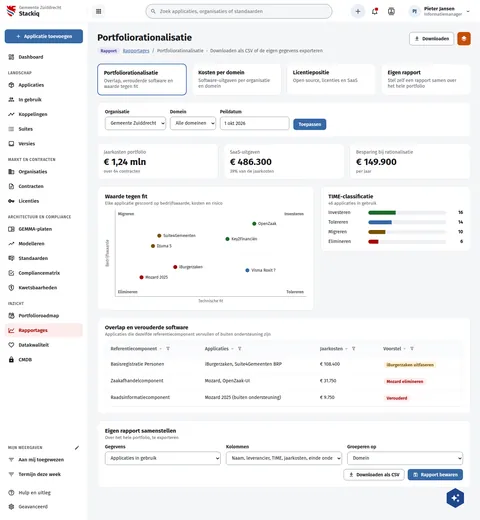 Gemeente Zuiddrecht
Stackiq
Zoek applicaties, organisaties of standaarden
Pieter Jansen
Informatiemanager
+ Applicatie toevoegen
Dashboard
LANDSCHAP
Applicaties
In gebruik
Koppelingen
Suites
Versies
MARKT EN CONTRACTEN
Organisaties
Contracten
Licenties
ARCHITECTUUR EN COMPLIANCE
GEMMA-platen
Modelleren
Standaarden
Compliancematrix
Kwetsbaarheden
INZICHT
Portfolioroadmap
Rapportages
Datakwaliteit
CMDB
MIJN WEERGAVEN
Aan mij toegewezen
Termijn deze week
Hulp en uitleg
Geavanceerd
Portfoliorationalisatie
Rapport Rapportages / Portfoliorationalisatie · Downloaden als CSV of de eigen gegevens exporteren.
Downloaden
Portfoliorationalisatie
Overlap, verouderde software en
waarde tegen fit
Kosten per domein
Software-uitgaven per organisatie
en domein
Licentiepositie
Open source, licenties en SaaS
Eigen rapport
Stel zelf een rapport samen over
het hele portfolio
Organisatie
Domein
Peildatum
Gemeente Zuiddrecht
Alle domeinen
1 okt 2026
Toepassen
Jaarkosten portfolio
€ 1,24 mln
over 64 contracten
SaaS-uitgaven
€ 486.300
39% van de jaarkosten
Besparing bij rationalisatie
€ 149.900
per jaar
Waarde tegen fit
Elke applicatie gescoord op bedrijfswaarde, kosten en risico
Migreren
Investeren
OpenZaak
Suite4Gemeenten
Key2Financiën
Djuma 5
iBurgerzaken
Mozard 2025
Visma Roxit 7
Elimineren
Tolereren
Bedrijfswaarde
Technische fit
TIME-classificatie
46 applicaties in gebruik
Investeren 16
Tolereren 14
Migreren 10
Elimineren 6
Overlap en verouderde software
Applicaties die dezelfde referentiecomponent vervullen of buiten ondersteuning zijn
Referentiecomponent
Applicaties
Jaarkosten
Voorstel
Basisregistratie Personen iBurgerzaken, Suite4Gemeenten BRP € 108.400 iBurgerzaken uitfaseren
Zaakafhandelcomponent Mozard, OpenZaak-UI € 31.750 Mozard elimineren
Raadsinformatiecomponent Mozard 2025 (buiten ondersteuning) € 9.750 Verouderd
Eigen rapport samenstellen
Over het hele portfolio, te exporteren
Gegevens
Kolommen
Groeperen op
Applicaties in gebruik
Naam, leverancier, TIME, jaarkosten, einde onde
Domein
Downloaden als CSV
Rapport bewaren